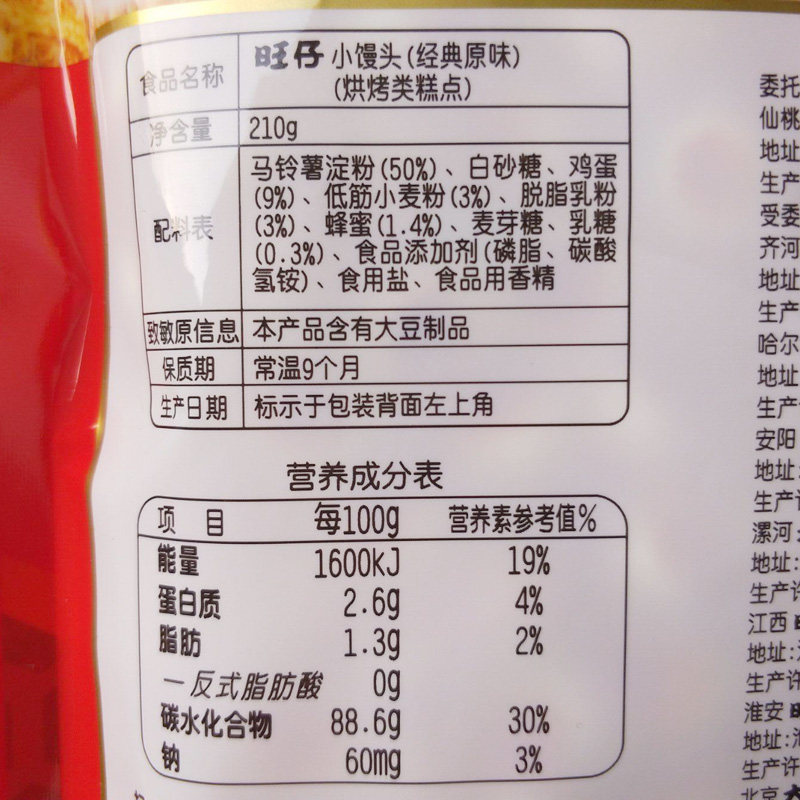 食品名称 旺仔小馒头(经典原味)
(烘烤类糕点)
净含量 210g
配料表 马铃薯淀粉(50%)、白砂糖、鸡蛋
(9%)、低筋小麦粉(3%)、脱脂乳粉
(3%)、蜂蜜(1.4%)、麦芽糖、乳糖
(0.3%)、食品添加剂(磷脂、碳酸
氢铵)、食用盐、食品用香精
致敏原信息 本产品含有大豆制品
保质期 常温9个月
生产日期 标示于包装背面左上角
营养成分表
项 目 每100g 营养素参考值%
能量 1600KJ 19%
蛋白质 2.6g 4%
脂肪 1.3g 2%
一反式脂肪酸 0g
碳水化合物 88.6g 30%
钠 60mg 3%
委托
仙桃
地址
生产
受委
齐河
地址
生产
哈尔
地址
生产
安阳
地址:
生产
漯河
地址:
生产许
江西
地址:
生产许
淮安
地址:
生产许
北京